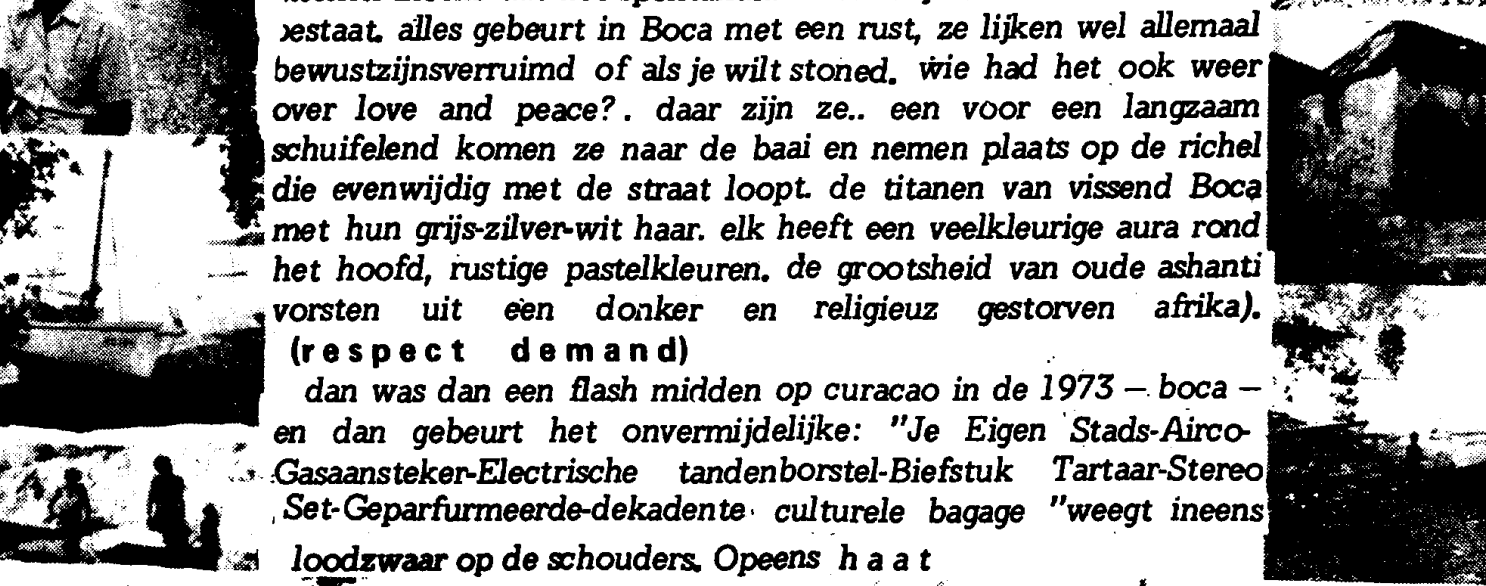 alles gebeurt in Boca met een rust, ze lijken wel allemaal
bewustzijnsverruimd of als je wilt stoned. wie had het ook weer
over love and peace?. daar zijn ze.. een voor een langzaam
schuifelend komen ze naar de baai en nemen plaats op de richel
die evenwijdig met de straat loopt. de titanen van vissend Boca
met hun grijs-zilver-wit haar. elk heeft een veelkleurige aura rond
het hoofd, rustige pastelkleuren. de grootsheid van oude ashanti
vorsten uit een donker en religieuz gestorven afrika).
(respect demand)
dan was dan een flash midden op curacao in de 1973 — boca —
en dan gebeurt het onvermijdelijke: "Je Eigen Stads-Airco-
Gasaansteker-Electrische tandenborstel-Biefstuk Tartaar-Stereo
Set-Geparfurmeerde-dekadente culturele bagage "weegt ineens
loodzwaar op de schouders. Opeens h a a t